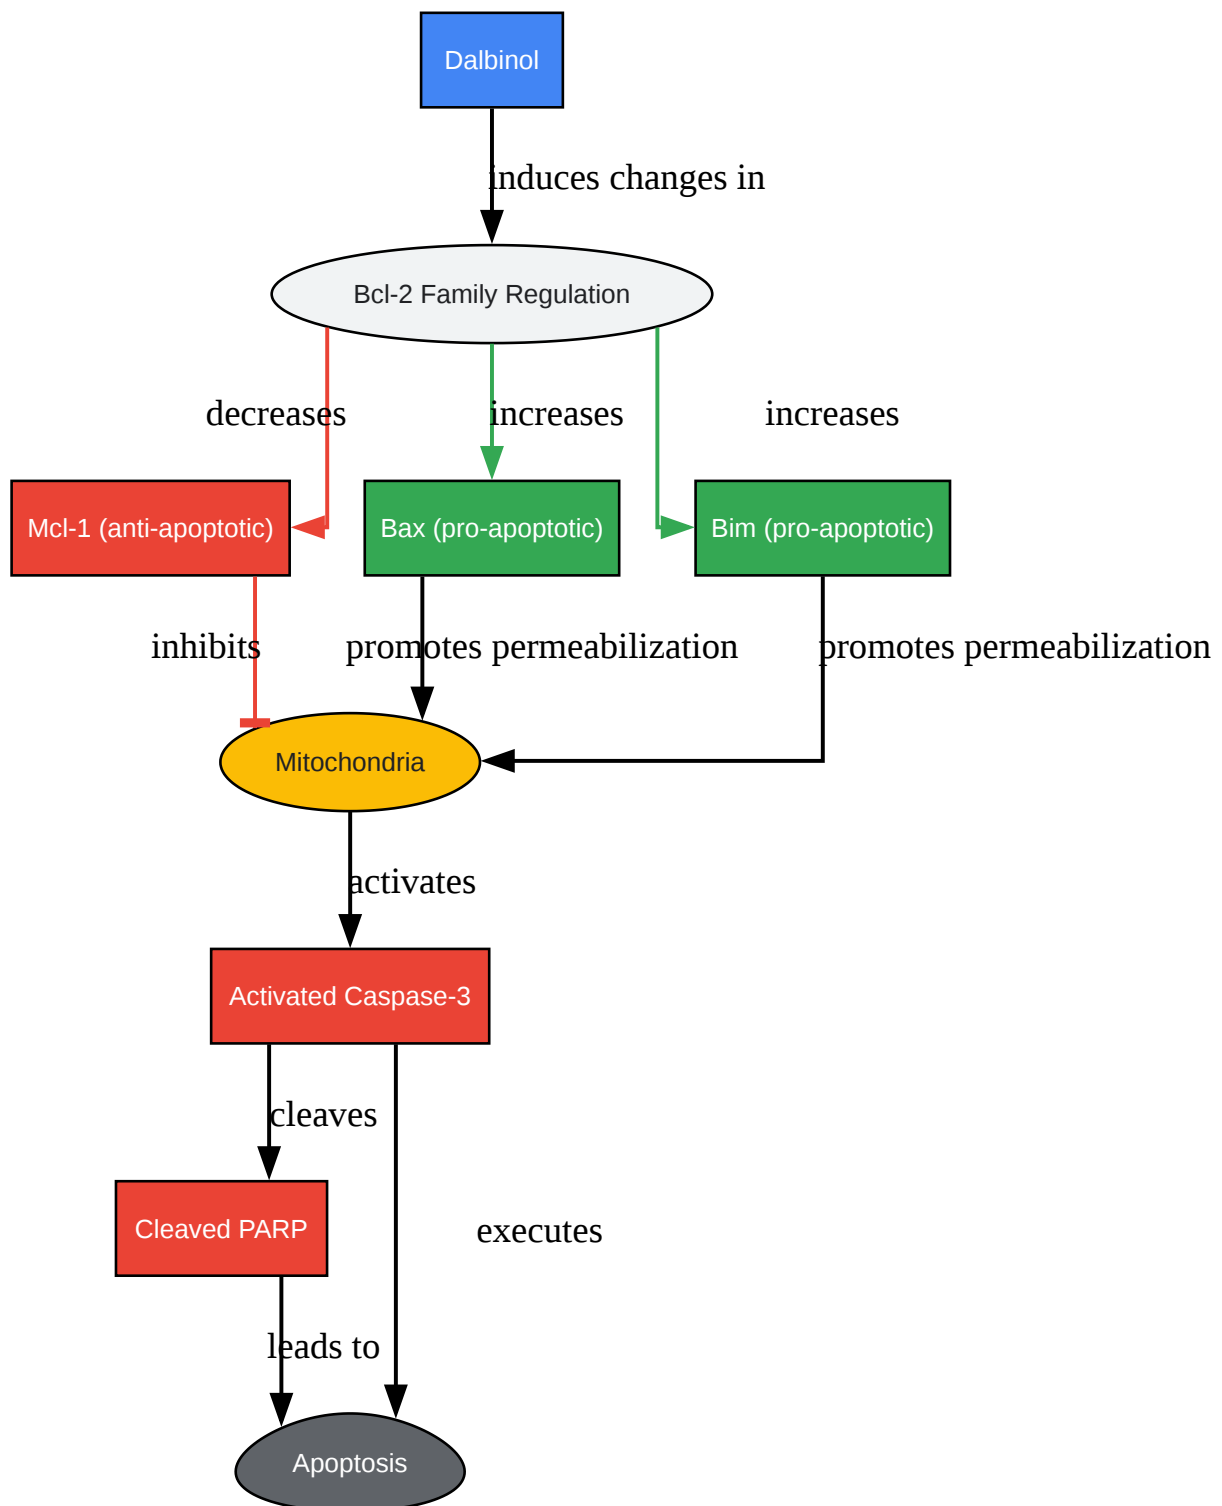 Dalbinol
induces changes in
Bcl-2 Family Regulation
decreases
increases
increases
Mcl-1 (anti-apoptotic)
Bax (pro-apoptotic)
Bim (pro-apoptotic)
inhibits
promotes permeabilization
promotes permeabilization
Mitochondria
activates
Activated Caspase-3
cleaves
Cleaved PARP
executes
leads to
Apoptosis